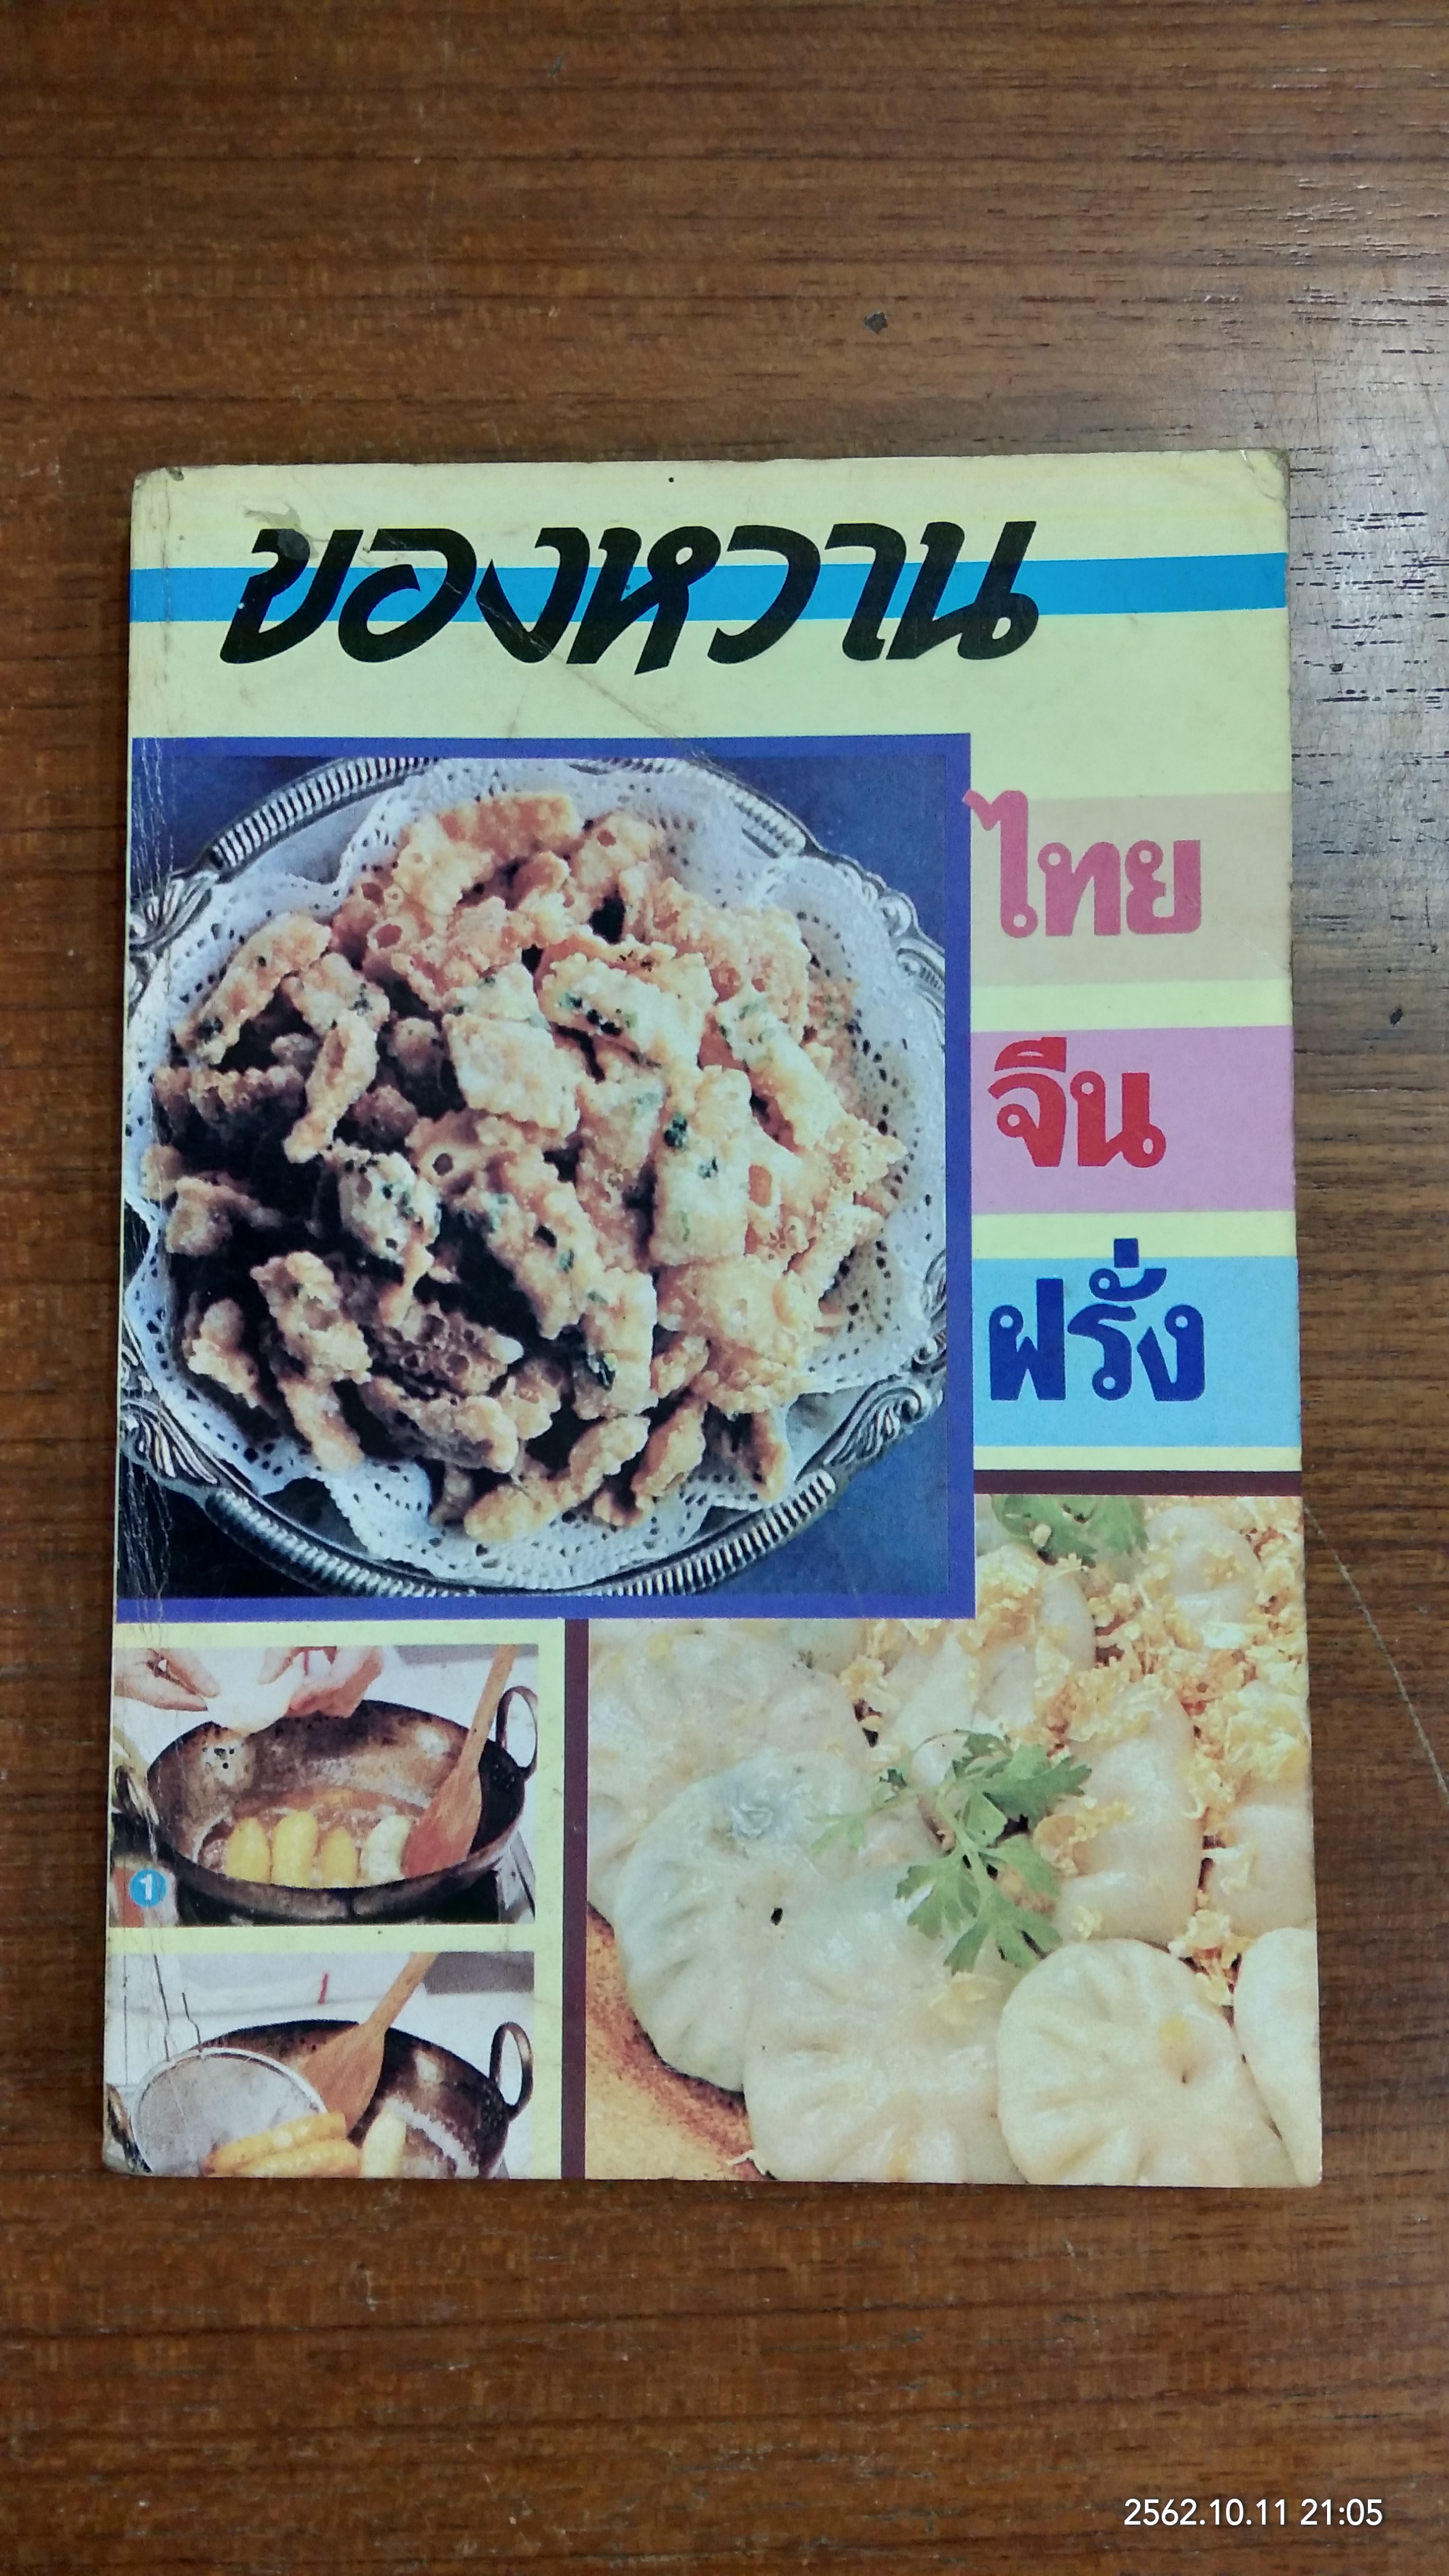 ของหวาน
ไทย
จีน
ฝรั่ง
1
2562.10.11 21:05